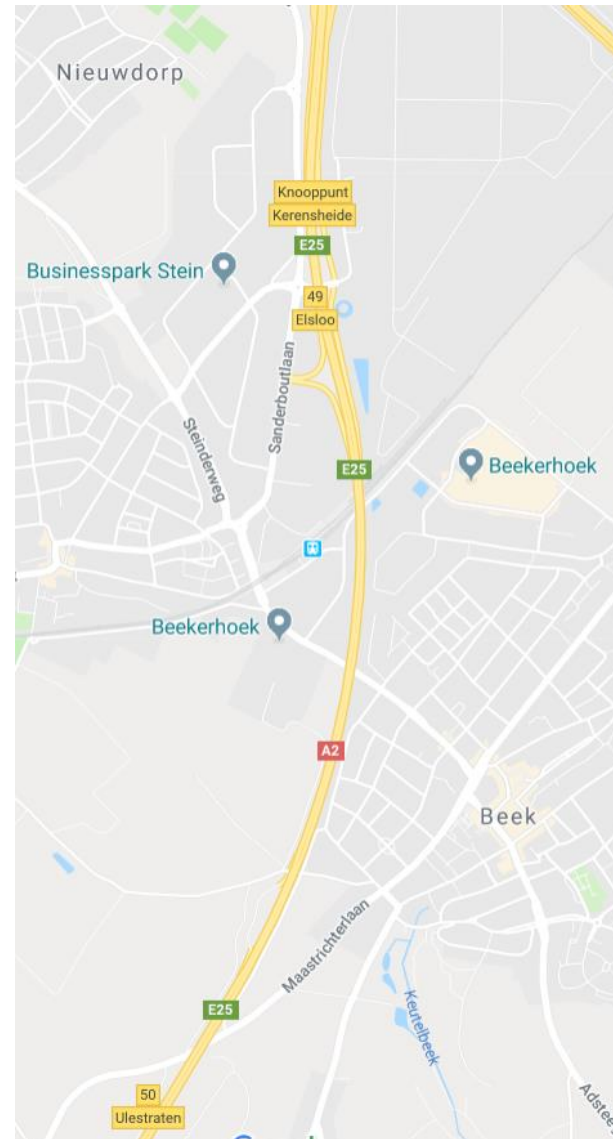 Nieuwdorp
Knooppunt
Kerensheide
E25
Businesspark Stein
49
Elsloo
Sanderboutlaan
Steinderweg
E25
Beekerhoek
Beekerhoek
A2
Beek
Maastrichterlaan
Keutelbeek
E25
50
Ulestraten
Adstee